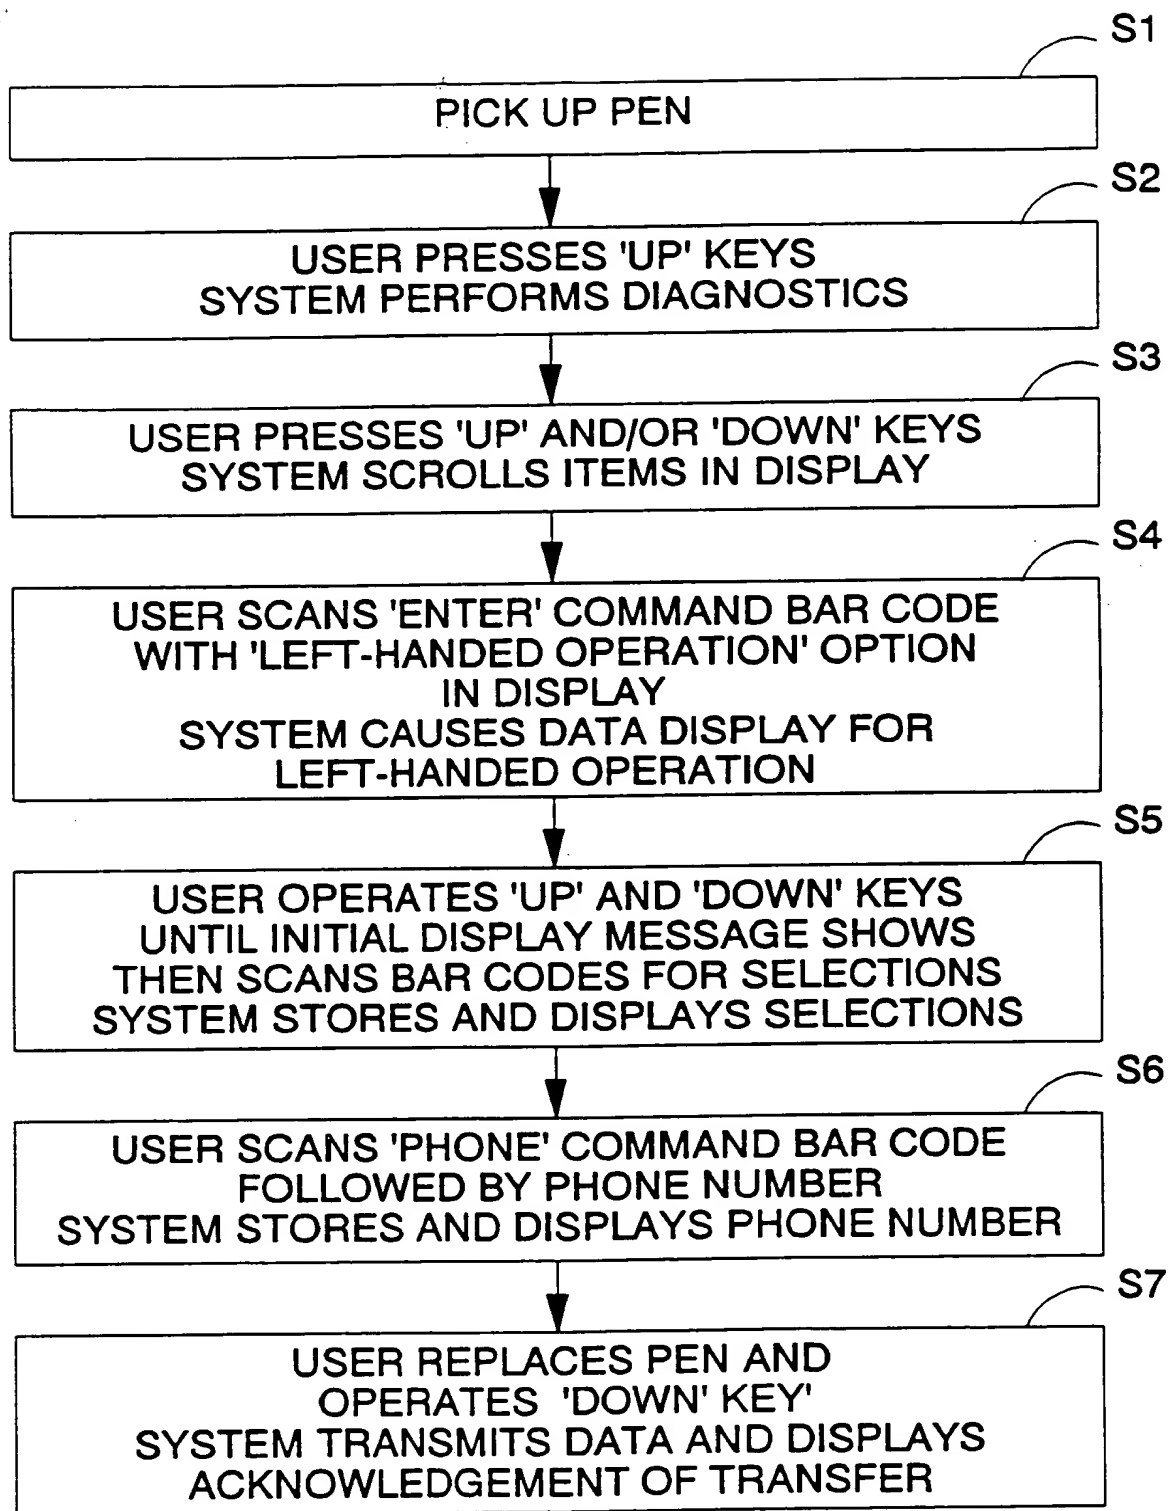 S1
PICK UP PEN
S2
USER PRESSES 'UP' KEYS
SYSTEM PERFORMS DIAGNOSTICS
S3
USER PRESSES 'UP' AND/OR 'DOWN' KEYS
SYSTEM SCROLLS ITEMS IN DISPLAY
S4
USER SCANS 'ENTER' COMMAND BAR CODE
WITH 'LEFT-HANDED OPERATION' OPTION
IN DISPLAY
SYSTEM CAUSES DATA DISPLAY FOR
LEFT-HANDED OPERATION
S5
USER OPERATES 'UP' AND 'DOWN' KEYS
UNTIL INITIAL DISPLAY MESSAGE SHOWS
THEN SCANS BAR CODES FOR SELECTIONS
SYSTEM STORES AND DISPLAYS SELECTIONS
S6
USER SCANS 'PHONE' COMMAND BAR CODE
FOLLOWED BY PHONE NUMBER
SYSTEM STORES AND DISPLAYS PHONE NUMBER
S7
USER REPLACES PEN AND
OPERATES 'DOWN' KEY'
SYSTEM TRANSMITS DATA AND DISPLAYS
ACKNOWLEDGEMENT OF TRANSFER